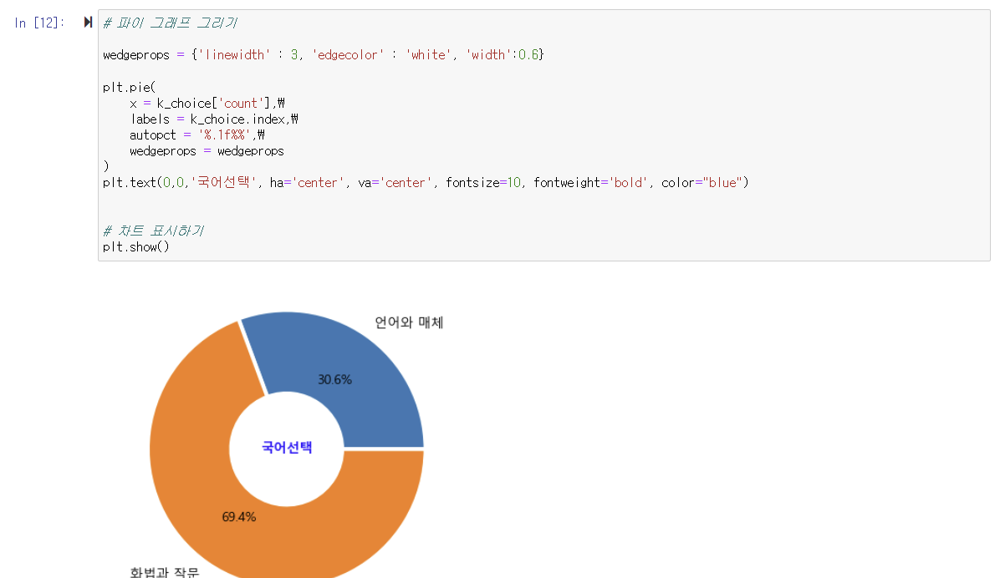 In [12]:
# 파이 그래프 그리기
wedgeprops = {'linewidth' : 3, 'edgecolor' : 'white', 'width':0.6}
plt.pie(
x = k_choice['count'],₩
labels = k_choice.index,₩
autopct = '%.1f%%',₩
wedgeprops = wedgeprops
)
plt.text(0,0,'국어선택', ha='center', va='center', fontsize=10, fontweight='bold', color="blue")
# 차트 표시하기
plt.show()
언어와 매체
30.6%
국어선택
69.4%
화법과 작문